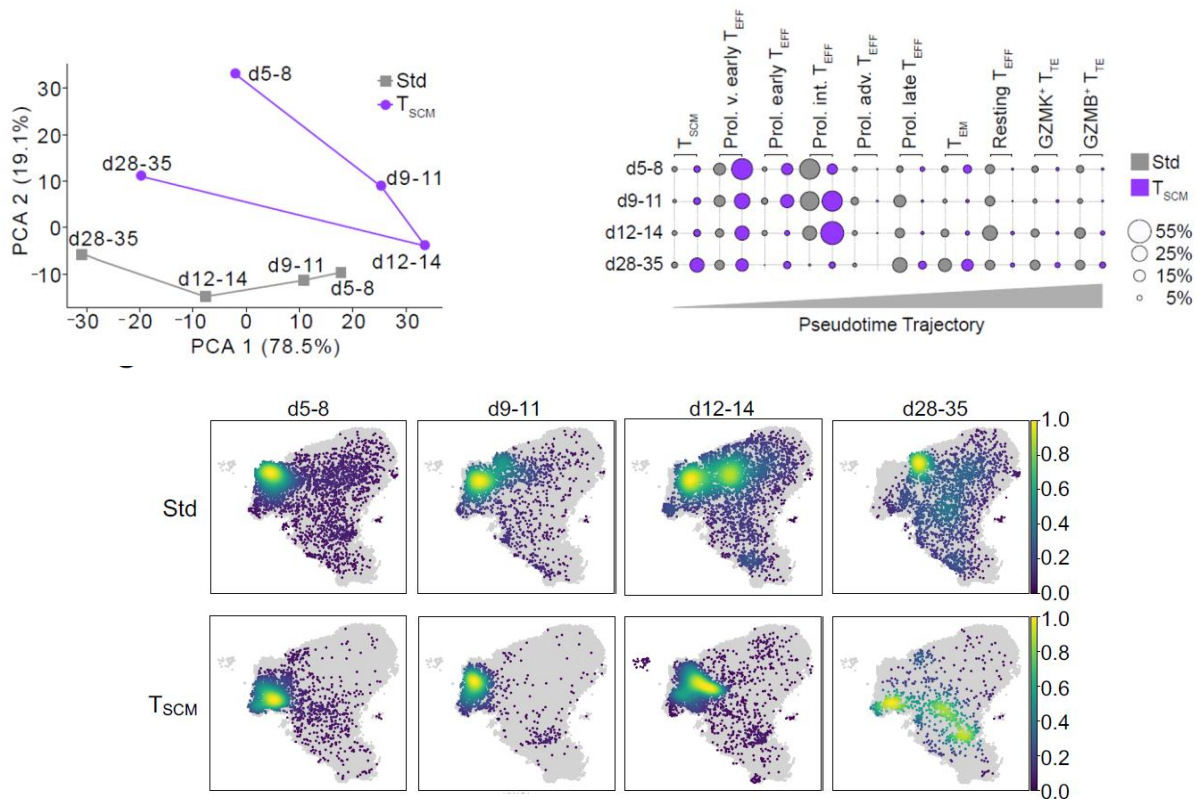 PCA 2 (19.1%)
30
20
10
0
-10
-30
-20
-10
0
10
20
30
PCA 1 (78.5%)
d5-8
d28-35
d9-11
d12-14
d28-35
d12-14
d9-11
d5-8
Std
TSCM
TSCM
Prol. v. early TEFF
Prol. early TEFF
Prol. int. TEFF
Prol. adv. TEFF
Prol. late TEFF
TEM
Resting TEFF
GZMK+ TTE
GZMB+ TTE
d5-8
d9-11
d12-14
d28-35
Std
TSCM
55%
25%
15%
5%
Pseudotime Trajectory
d5-8
d9-11
d12-14
d28-35
Std
1.0
0.8
0.6
0.4
0.2
0.0
TSCM
1.0
0.8
0.6
0.4
0.2
0.0